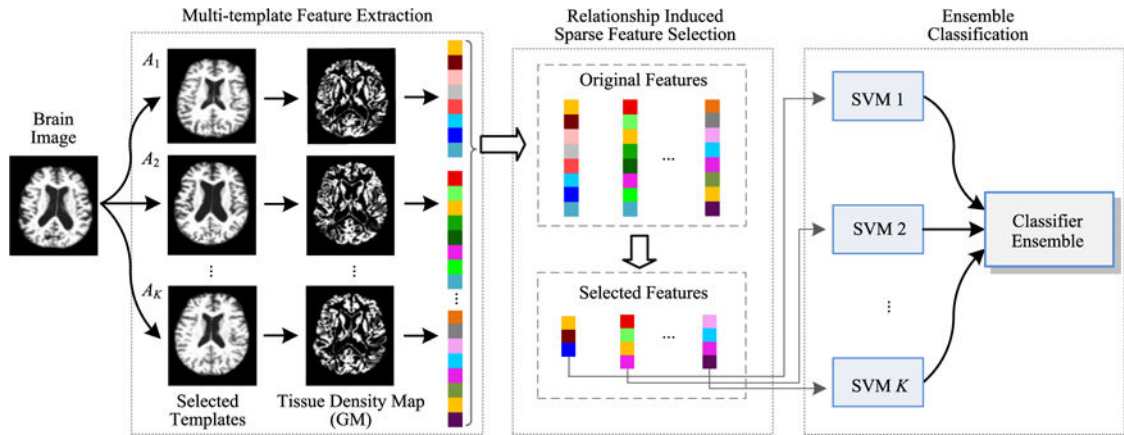 Multi-template Feature Extraction
Relationship Induced
Sparse Feature Selection
Ensemble
Classification
Brain
Image
A1
A2
...
AK
Selected
Templates
...
Tissue Density Map
(GM)
...
Original Features
...
Selected Features
...
SVM 1
SVM 2
...
SVM K
Classifier
Ensemble